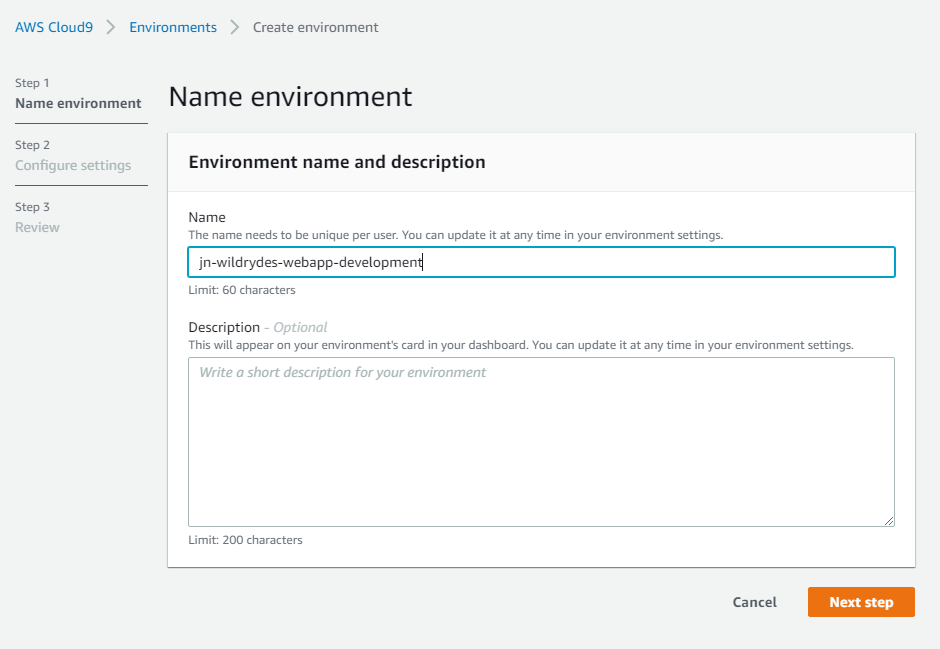 AWS Cloud9 > Environments > Create environment
Step 1
Name environment
Step 2
Configure settings
Step 3
Review
Name environment
Environment name and description
Name
The name needs to be unique per user. You can update it at any time in your environment settings.
jn-wildrydes-webapp-development
Limit: 60 characters
Description - Optional
This will appear on your environment's card in your dashboard. You can update it at any time in your environment settings.
Write a short description for your environment
Limit: 200 characters
Cancel Next step